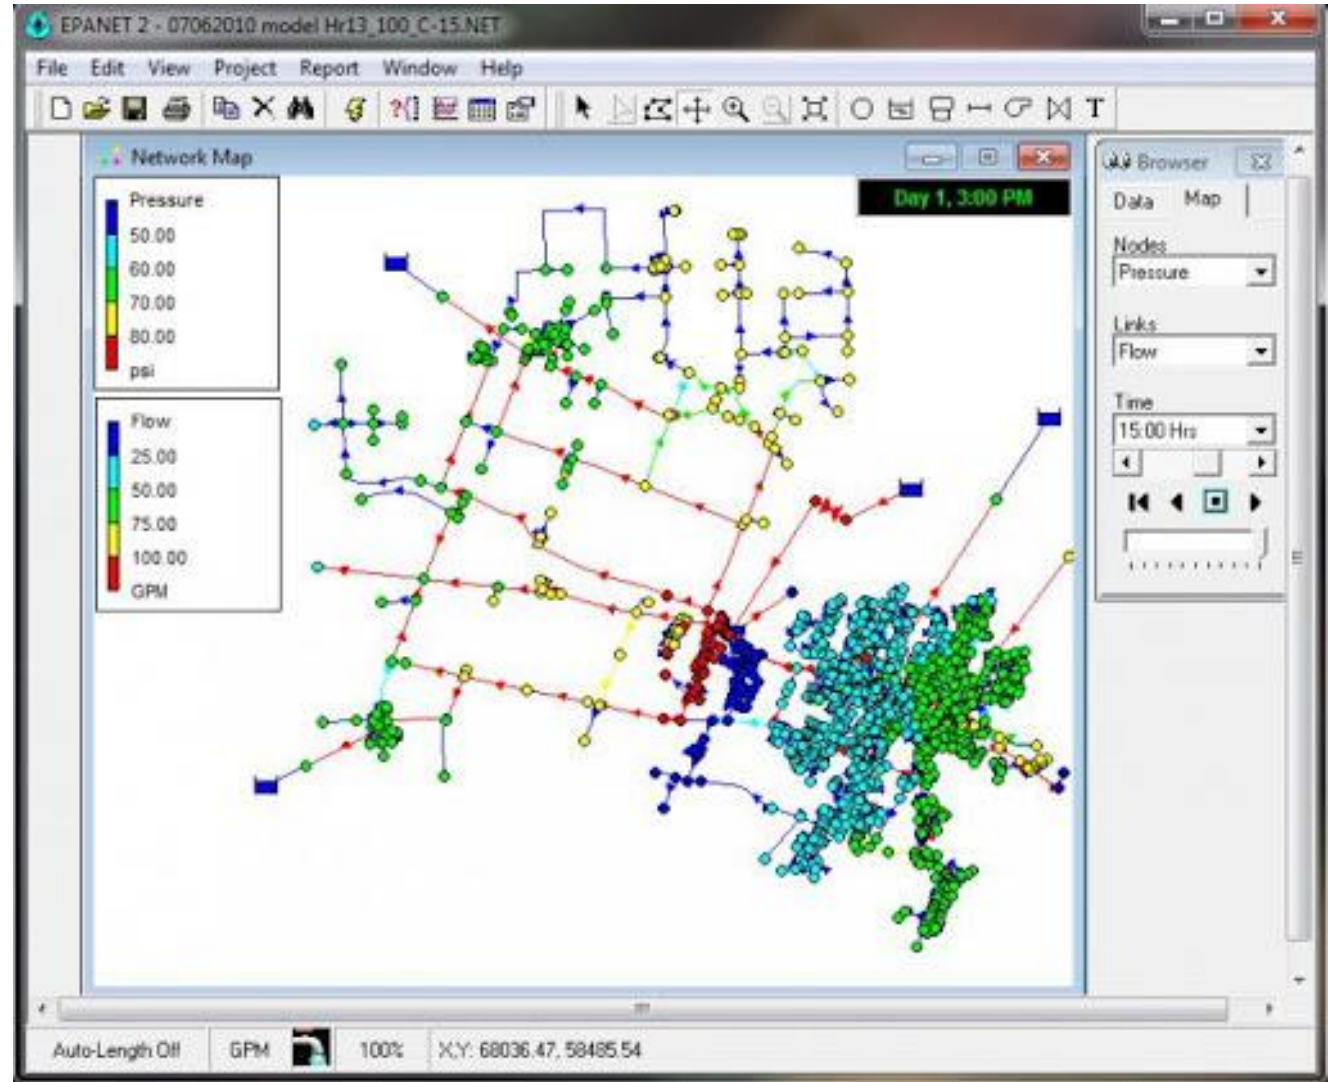 EPANET 2 - 07062010 model Hr13_100_C-15.NET
File Edit View Project Report Window Help
T
Network Map
Day 1, 3:00 PM
Pressure
50.00
60.00
70.00
80.00
psi
Flow
25.00
50.00
75.00
100.00
GPM
Browser
Data Map
Nodes
Pressure
Links
Flow
Time
15:00 Hrs
Auto-Length Off GPM 100% X,Y: 68036.47, 58485.54